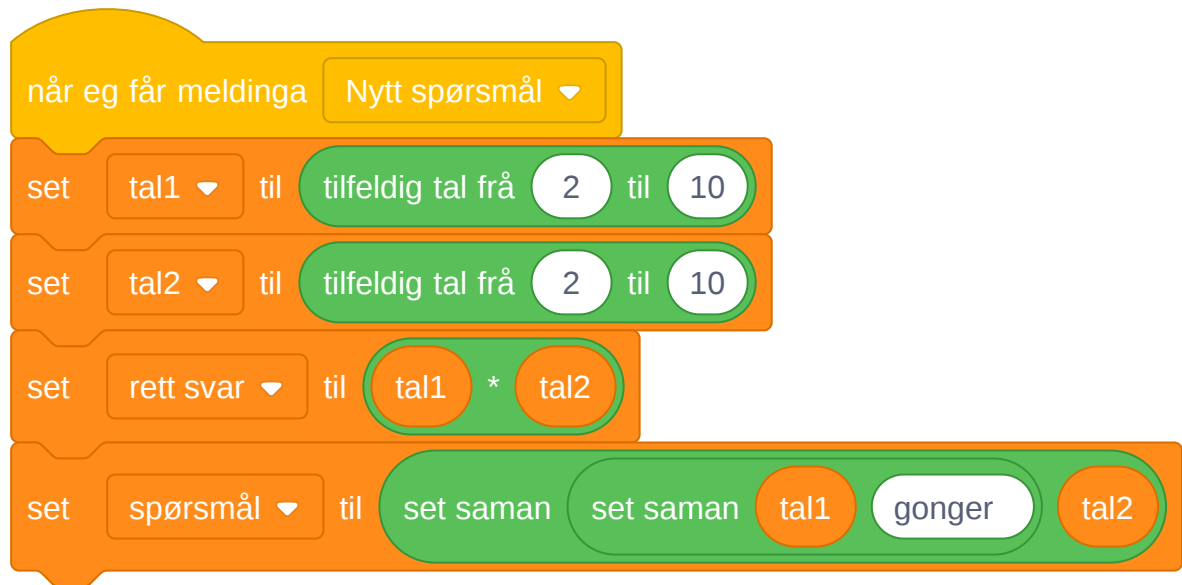 når eg får meldinga Nytt spørsmål
set tal1 til tilfeldig tal frå 2 til 10
set tal2 til tilfeldig tal frå 2 til 10
set rett svar til tal1 * tal2
set spørsmål til set saman set saman tal1 gonger tal2